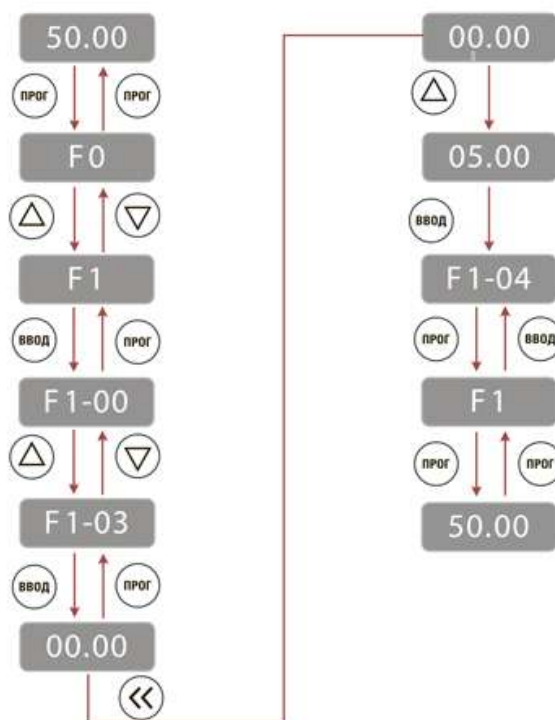 50.00
ПРОГ
ПРОГ
F0
F1
ВВОД
ПРОГ
F1-00
F1-03
ВВОД
ПРОГ
00.00
00.00
05.00
ВВОД
F1-04
ПРОГ
ВВОД
F1
ПРОГ
ПРОГ
50.00